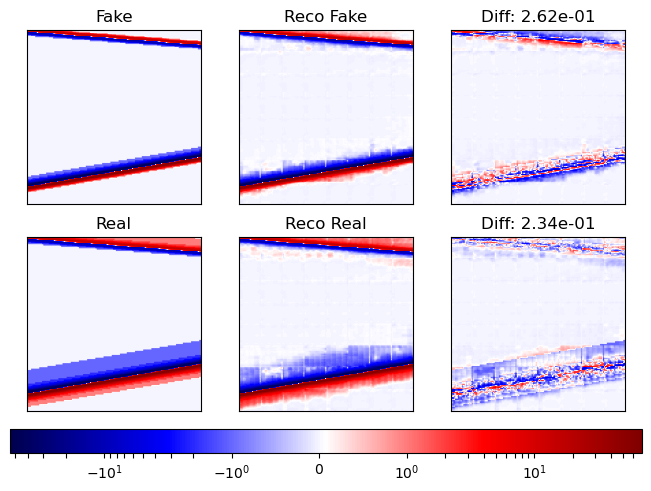 Fake Reco Fake Diff: 2.62e-01
Real Reco Real Diff: 2.34e-01
−10¹ −10⁰ 0 10⁰ 10¹